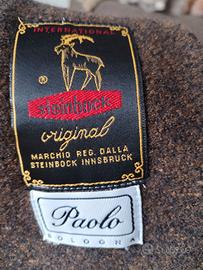 INTERNATIONAL
®
steinbock
original
MARCHIO REG. DALLA
STEINBOCK INNSBRUCK
Paolo
BOLOGNA